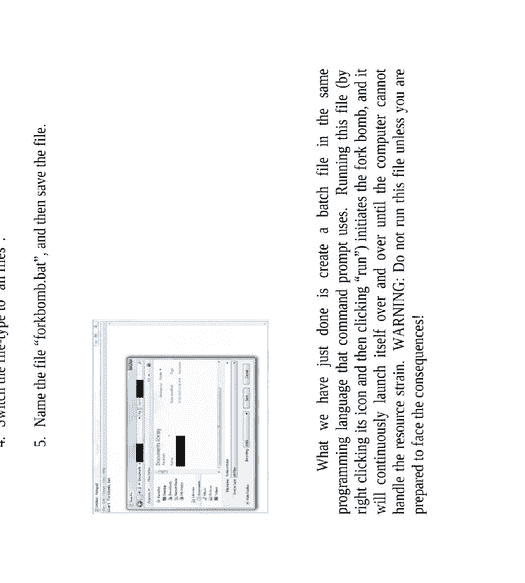 4. Switch the file-type to "all files".
5. Name the file “forkbomb.bat”, and then save the file.
Documents library
What we have just done is create a batch file in the same
programming language that command prompt uses. Running this file (by
right clicking its icon and then clicking “run”) initiates the fork bomb, and it
will continuously launch itself over and over until the computer cannot
handle the resource strain. WARNING: Do not run this file unless you are
prepared to face the consequences!